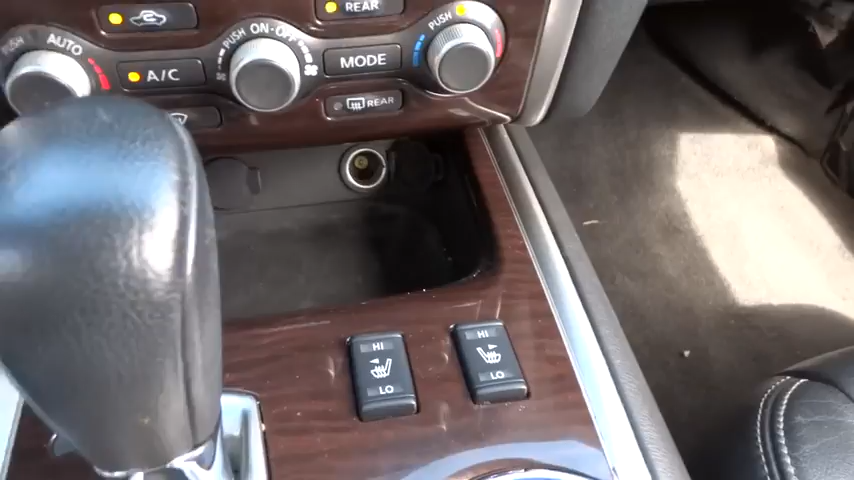 REAR
PUSH
AUTO
PUSH ON·OFF
PUSH
MODE
A/C
REAR
HI
LO
HI
LO